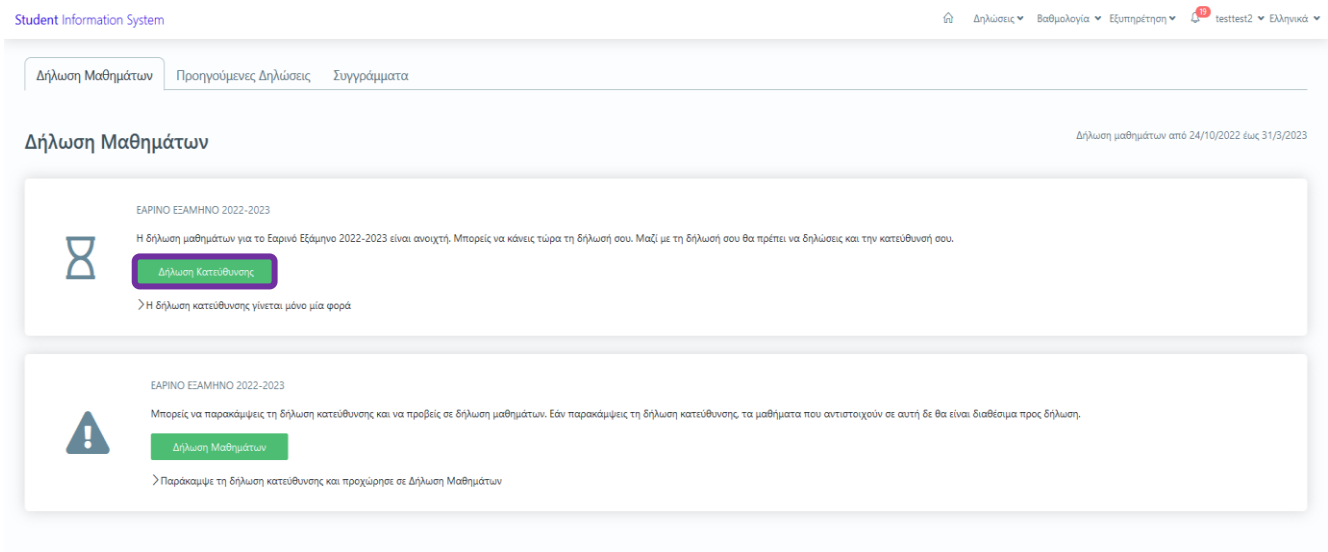 Student Information System
Δηλώσεις Βαθμολογία Εξυπηρέτηση 19 testtest2 Ελληνικά
Δήλωση Μαθημάτων Προηγούμενες Δηλώσεις Συγγράμματα
Δήλωση Μαθημάτων
Δήλωση μαθημάτων από 24/10/2022 έως 31/3/2023
ΕΑΡΙΝΟ ΕΞΑΜΗΝΟ 2022-2023
Η δήλωση μαθημάτων για το Εαρινό Εξάμηνο 2022-2023 είναι ανοιχτή. Μπορείς να κάνεις τώρα τη δήλωσή σου. Μαζί με τη δήλωσή σου θα πρέπει να δηλώσεις και την κατεύθυνσή σου.
Δήλωση Κατεύθυνσης
Η δήλωση κατεύθυνσης γίνεται μόνο μία φορά
ΕΑΡΙΝΟ ΕΞΑΜΗΝΟ 2022-2023
Μπορείς να παρακάμψεις τη δήλωση κατεύθυνσης και να προβείς σε δήλωση μαθημάτων. Εάν παρακάμψεις τη δήλωση κατεύθυνσης, τα μαθήματα που αντιστοιχούν σε αυτή δε θα είναι διαθέσιμα προς δήλωση.
Δήλωση Μαθημάτων
Παράκαμψε τη δήλωση κατεύθυνσης και προχώρησε σε Δήλωση Μαθημάτων